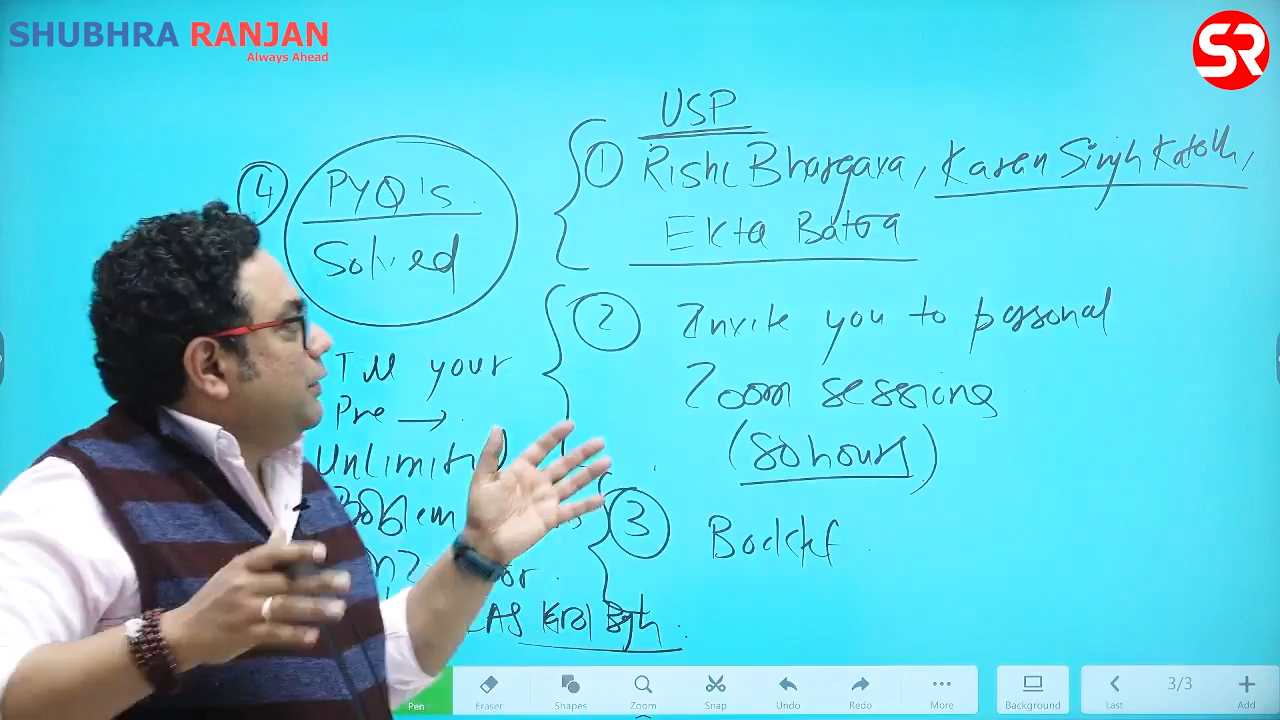 SHUBHRA RANJAN
Always Ahead
SR
USP
① Rishi Bhargava, Karan Singh
Ekta Batra
② Invite you to personal
Zoom sessions
(80 hours)
③
④ PYQ's
Solved
Till your
Pre →
Unlimited
Pen
Eraser
Shapes
Zoom
Snap
Undo
Redo
More
Background
Last
3/3
Add